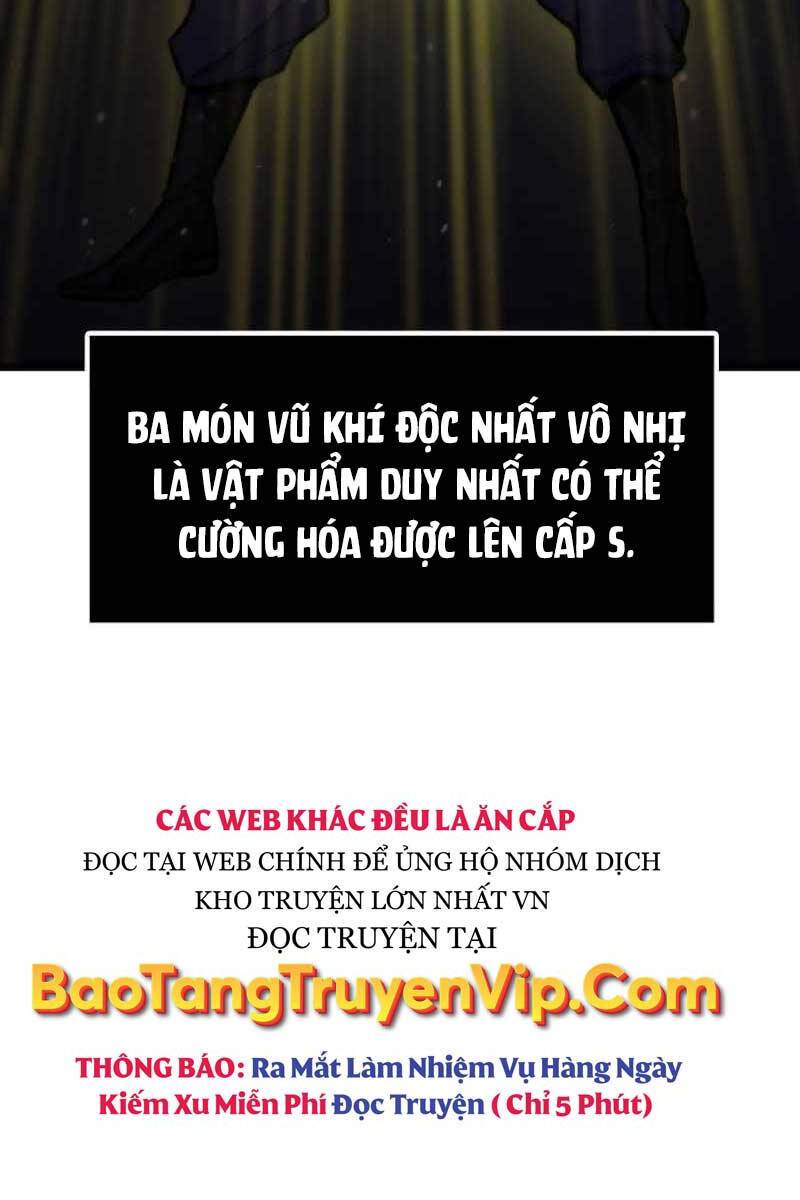 BA MÓN VŨ KHÍ ĐỘC NHẤT VÔ NHỊ
LÀ VẬT PHẨM DUY NHẤT CÓ THỂ
CƯỜNG HÓA ĐƯỢC LÊN CẤP S.
CÁC WEB KHÁC ĐỀU LÀ ĂN CẮP
ĐỌC TẠI WEB CHÍNH ĐỂ ỦNG HỘ NHÓM DỊCH
KHO TRUYỆN LỚN NHẤT VN
ĐỌC TRUYỆN TẠI
BaoTangTruyenVip.Com
THÔNG BÁO: Ra Mắt Làm Nhiệm Vụ Hàng Ngày
Kiếm Xu Miễn Phí Đọc Truyện ( Chỉ 5 Phút)